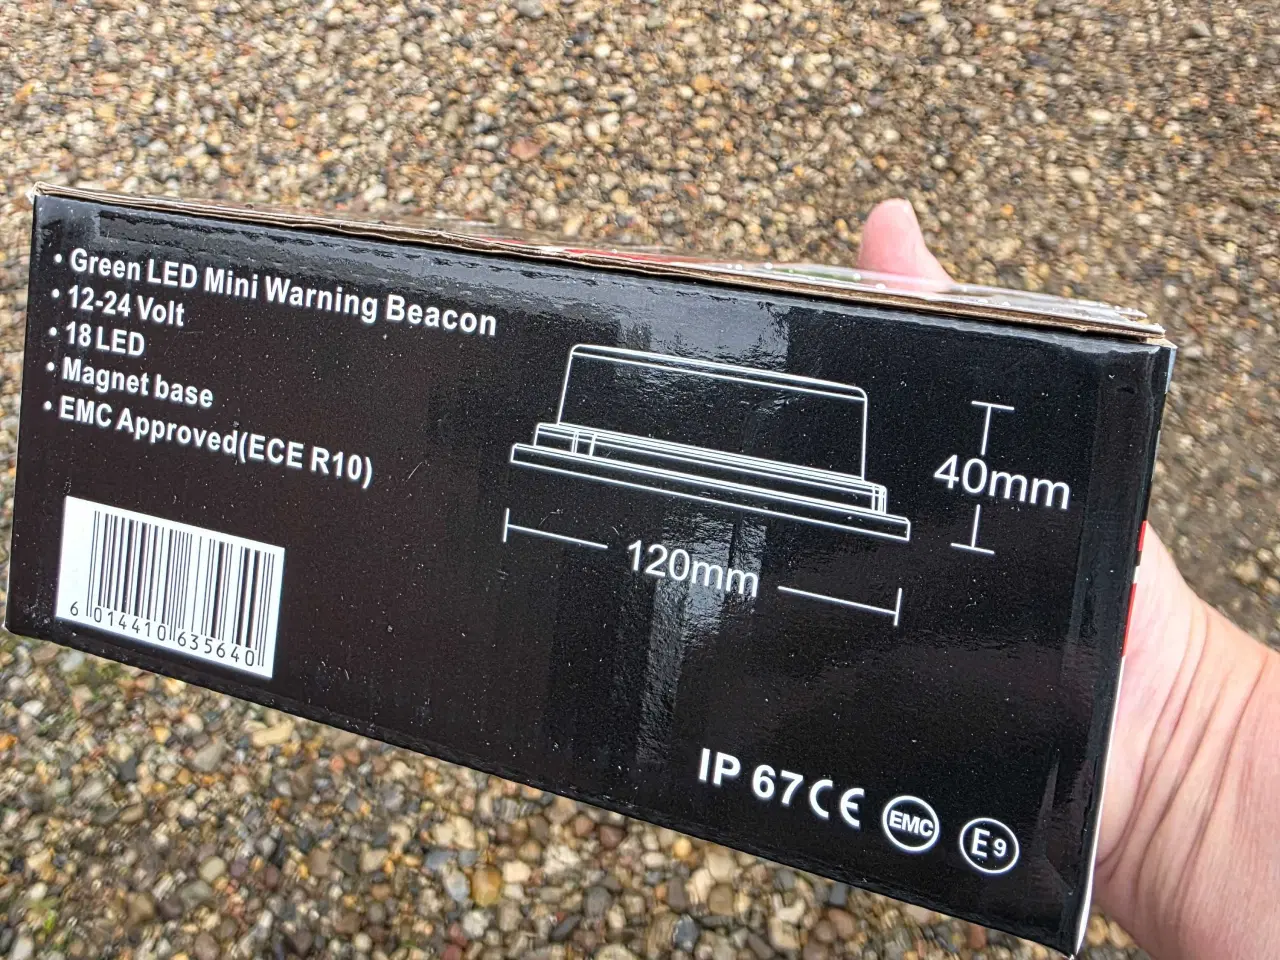 • Green LED Mini Warning Beacon
• 12-24 Volt
• 18 LED
• Magnet base
• EMC Approved(ECE R10)
40mm
120mm
6 014410 635640
IP 67 CE EMC E9